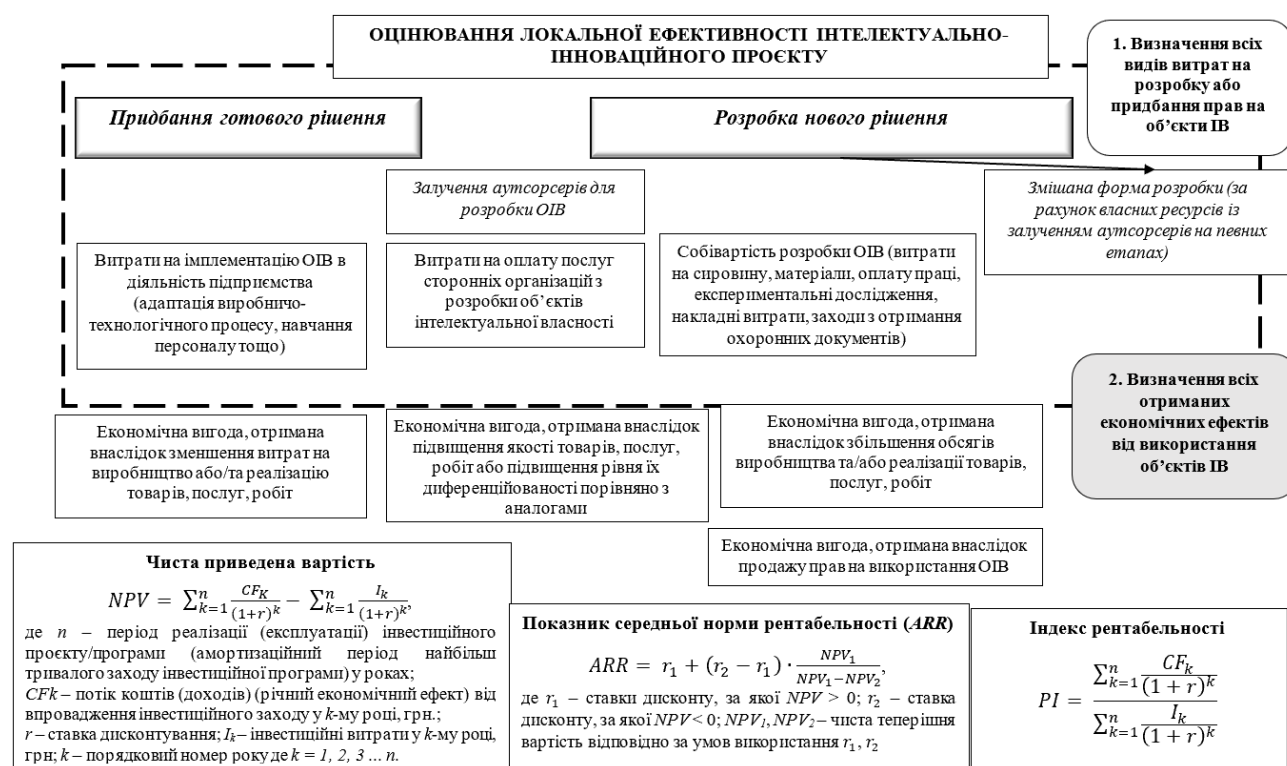 ОЦІНЮВАННЯ ЛОКАЛЬНОЇ ЕФЕКТИВНОСТІ ІНТЕЛЕКТУАЛЬНО-
ІННОВАЦІЙНОГО ПРОЄКТУ
1. Визначення всіх
видів витрат на
розробку або
придбання прав на
об’єкти ІВ
Придбання готового рішення
Розробка нового рішення
Залучення аутсорсерів для
розробки ОІВ
Змішана форма розробки (за
рахунок власних ресурсів із
залученням аутсорсерів на певних
етапах)
Витрати на імплементацію ОІВ в
діяльність підприємства
(адаптація виробничо-
технологічного процесу, навчання
персоналу тощо)
Витрати на оплату послуг
сторонніх організацій з
розробки об’єктів
інтелектуальної власності
Собівартість розробки ОІВ (витрати
на сировину, матеріали, оплату праці,
експериментальні дослідження,
накладні витрати, заходи з отримання
охоронних документів)
2. Визначення всіх
отриманих
економічних ефектів
від використання
об’єктів ІВ
Економічна вигода, отримана
внаслідок зменшення витрат на
виробництво або/та реалізацію
товарів, послуг, робіт
Економічна вигода, отримана внаслідок
підвищення якості товарів, послуг,
робіт або підвищення рівня їх
диференційованості порівняно з
аналогами
Економічна вигода, отримана
внаслідок збільшення обсягів
виробництва та/або реалізації товарів,
послуг, робіт
Економічна вигода, отримана внаслідок
продажу прав на використання ОІВ
Чиста приведена вартість
NPV = ∑ₖ₌₁ⁿ CF_K/(1+r)ᵏ − ∑ₖ₌₁ⁿ Iₖ/(1+r)ᵏ,
де n – період реалізації (експлуатації) інвестиційного
проєкту/програми (амортизаційний період найбільш
тривалого заходу інвестиційної програми) у роках;
CFk – потік коштів (доходів) (річний економічний ефект) від
впровадження інвестиційного заходу у k-му році, грн.;
r – ставка дисконтування; Iₖ – інвестиційні витрати у k-му році,
грн; k – порядковий номер року де k = 1, 2, 3 ... n.
Показник середньої норми рентабельності (ARR)
ARR = r₁ + (r₂ − r₁) · NPV₁/(NPV₁−NPV₂),
де r₁ – ставки дисконту, за якої NPV > 0; r₂ – ставка
дисконту, за якої NPV < 0; NPV₁, NPV₂ – чиста теперішня
вартість відповідно за умов використання r₁, r₂
Індекс рентабельності
PI = (∑ₖ₌₁ⁿ CFₖ/(1 + r)ᵏ)/(∑ₖ₌₁ⁿ Iₖ/(1 + r)ᵏ)